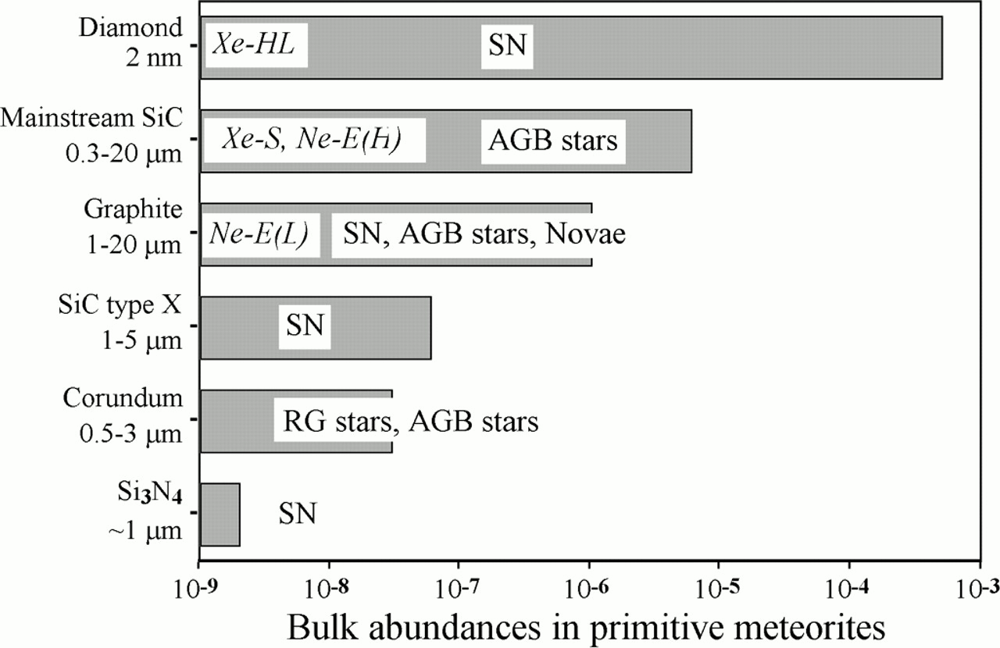 Diamond
2 nm
Xe-HL
SN
Mainstream SiC
0.3-20 µm
Xe-S, Ne-E(H)
AGB stars
Graphite
1-20 µm
Ne-E(L)
SN, AGB stars, Novae
SiC type X
1-5 µm
SN
Corundum
0.5-3 µm
RG stars, AGB stars
Si3N4
~1 µm
SN
10-9 10-8 10-7 10-6 10-5 10-4 10-3
Bulk abundances in primitive meteorites